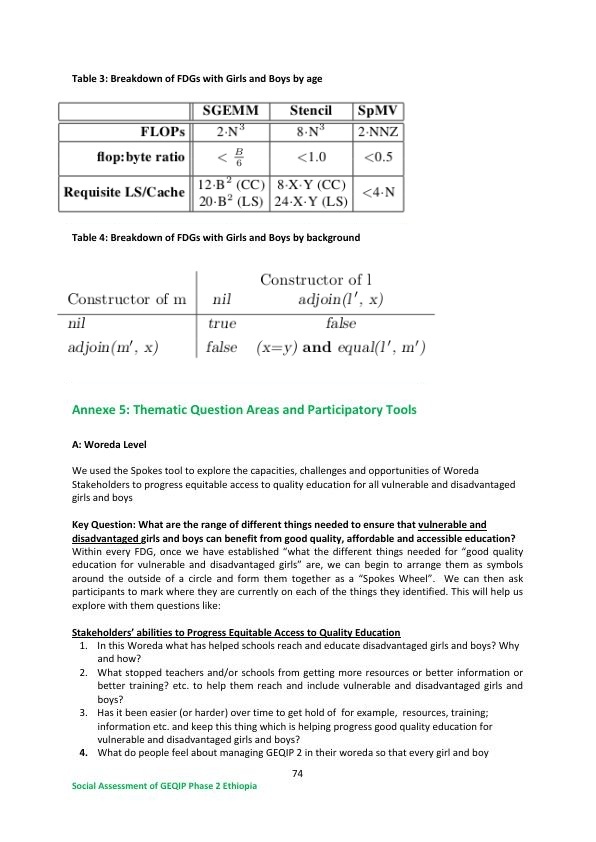 Table 3: Breakdown of FDGs with Girls and Boys by age
SGEMM Stencil SpMV
FLOPs 2·N³ 8·N³ 2·NNZ
flop:byte ratio < B/6 <1.0 <0.5
Requisite LS/Cache 12·B² (CC) 8·X·Y (CC) <4·N
20·B² (LS) 24·X·Y (LS)
Table 4: Breakdown of FDGs with Girls and Boys by background
Constructor of l
Constructor of m nil adjoin(l′, x)
nil true false
adjoin(m′, x) false (x=y) and equal(l′, m′)
Annexe 5: Thematic Question Areas and Participatory Tools
A: Woreda Level
We used the Spokes tool to explore the capacities, challenges and opportunities of Woreda
Stakeholders to progress equitable access to quality education for all vulnerable and disadvantaged
girls and boys
Key Question: What are the range of different things needed to ensure that vulnerable and
disadvantaged girls and boys can benefit from good quality, affordable and accessible education?
Within every FDG, once we have established “what the different things needed for “good quality
education for vulnerable and disadvantaged girls” are, we can begin to arrange them as symbols
around the outside of a circle and form them together as a “Spokes Wheel”. We can then ask
participants to mark where they are currently on each of the things they identified. This will help us
explore with them questions like:
Stakeholders’ abilities to Progress Equitable Access to Quality Education
1. In this Woreda what has helped schools reach and educate disadvantaged girls and boys? Why
and how?
2. What stopped teachers and/or schools from getting more resources or better information or
better training? etc. to help them reach and include vulnerable and disadvantaged girls and
boys?
3. Has it been easier (or harder) over time to get hold of for example, resources, training;
information etc. and keep this thing which is helping progress good quality education for
vulnerable and disadvantaged girls and boys?
4. What do people feel about managing GEQIP 2 in their woreda so that every girl and boy
74
Social Assessment of GEQIP Phase 2 Ethiopia